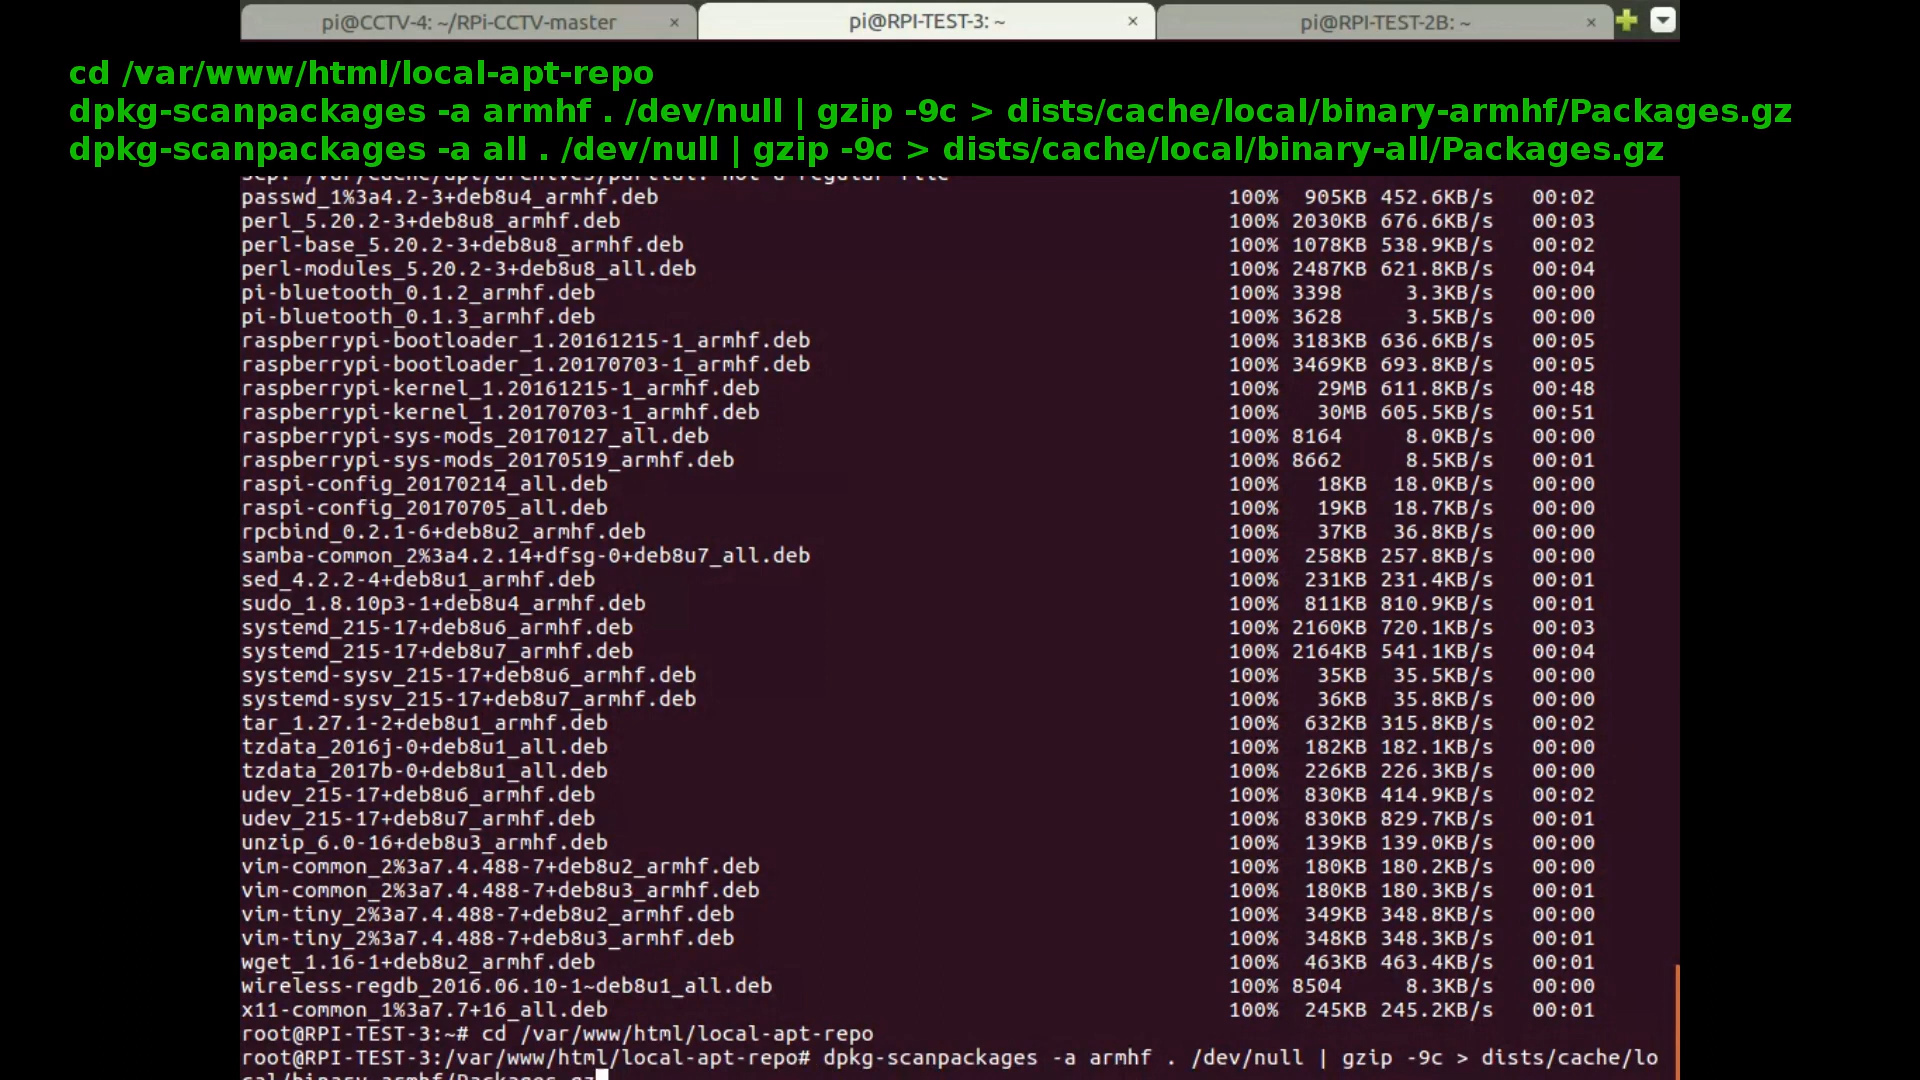 pi@CCTV-4: ~/RPi-CCTV-master × pi@RPI-TEST-3: ~ × pi@RPI-TEST-2B: ~ ×
cd /var/www/html/local-apt-repo
dpkg-scanpackages -a armhf . /dev/null | gzip -9c > dists/cache/local/binary-armhf/Packages.gz
dpkg-scanpackages -a all . /dev/null | gzip -9c > dists/cache/local/binary-all/Packages.gz
scp: /var/cache/apt/archives/partial: not a regular file
passwd_1%3a4.2-3+deb8u4_armhf.deb 100% 905KB 452.6KB/s 00:02
perl_5.20.2-3+deb8u8_armhf.deb 100% 2030KB 676.6KB/s 00:03
perl-base_5.20.2-3+deb8u8_armhf.deb 100% 1078KB 538.9KB/s 00:02
perl-modules_5.20.2-3+deb8u8_all.deb 100% 2487KB 621.8KB/s 00:04
pi-bluetooth_0.1.2_armhf.deb 100% 3398 3.3KB/s 00:00
pi-bluetooth_0.1.3_armhf.deb 100% 3628 3.5KB/s 00:00
raspberrypi-bootloader_1.20161215-1_armhf.deb 100% 3183KB 636.6KB/s 00:05
raspberrypi-bootloader_1.20170703-1_armhf.deb 100% 3469KB 693.8KB/s 00:05
raspberrypi-kernel_1.20161215-1_armhf.deb 100% 29MB 611.8KB/s 00:48
raspberrypi-kernel_1.20170703-1_armhf.deb 100% 30MB 605.5KB/s 00:51
raspberrypi-sys-mods_20170127_all.deb 100% 8164 8.0KB/s 00:00
raspberrypi-sys-mods_20170519_armhf.deb 100% 8662 8.5KB/s 00:01
raspi-config_20170214_all.deb 100% 18KB 18.0KB/s 00:00
raspi-config_20170705_all.deb 100% 19KB 18.7KB/s 00:00
rpcbind_0.2.1-6+deb8u2_armhf.deb 100% 37KB 36.8KB/s 00:00
samba-common_2%3a4.2.14+dfsg-0+deb8u7_all.deb 100% 258KB 257.8KB/s 00:00
sed_4.2.2-4+deb8u1_armhf.deb 100% 231KB 231.4KB/s 00:01
sudo_1.8.10p3-1+deb8u4_armhf.deb 100% 811KB 810.9KB/s 00:01
systemd_215-17+deb8u6_armhf.deb 100% 2160KB 720.1KB/s 00:03
systemd_215-17+deb8u7_armhf.deb 100% 2164KB 541.1KB/s 00:04
systemd-sysv_215-17+deb8u6_armhf.deb 100% 35KB 35.5KB/s 00:00
systemd-sysv_215-17+deb8u7_armhf.deb 100% 36KB 35.8KB/s 00:00
tar_1.27.1-2+deb8u1_armhf.deb 100% 632KB 315.8KB/s 00:02
tzdata_2016j-0+deb8u1_all.deb 100% 182KB 182.1KB/s 00:00
tzdata_2017b-0+deb8u1_all.deb 100% 226KB 226.3KB/s 00:00
udev_215-17+deb8u6_armhf.deb 100% 830KB 414.9KB/s 00:02
udev_215-17+deb8u7_armhf.deb 100% 830KB 829.7KB/s 00:01
unzip_6.0-16+deb8u3_armhf.deb 100% 139KB 139.0KB/s 00:00
vim-common_2%3a7.4.488-7+deb8u2_armhf.deb 100% 180KB 180.2KB/s 00:00
vim-common_2%3a7.4.488-7+deb8u3_armhf.deb 100% 180KB 180.3KB/s 00:01
vim-tiny_2%3a7.4.488-7+deb8u2_armhf.deb 100% 349KB 348.8KB/s 00:00
vim-tiny_2%3a7.4.488-7+deb8u3_armhf.deb 100% 348KB 348.3KB/s 00:01
wget_1.16-1+deb8u2_armhf.deb 100% 463KB 463.4KB/s 00:01
wireless-regdb_2016.06.10-1~deb8u1_all.deb 100% 8504 8.3KB/s 00:00
x11-common_1%3a7.7+16_all.deb 100% 245KB 245.2KB/s 00:01
root@RPI-TEST-3:~# cd /var/www/html/local-apt-repo
root@RPI-TEST-3:/var/www/html/local-apt-repo# dpkg-scanpackages -a armhf . /dev/null | gzip -9c > dists/cache/lo
cal/binary-armhf/Packages.gz